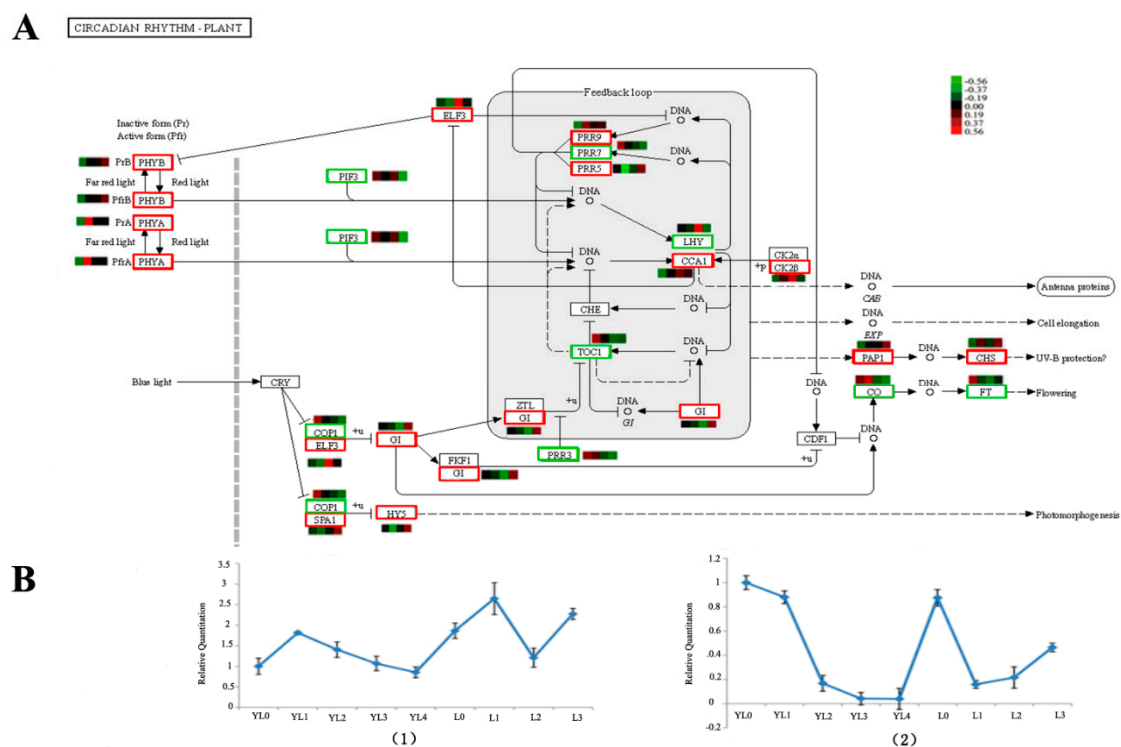 A
CIRCADIAN RHYTHM - PLANT
-0.56
-0.37
-0.19
0.00
0.19
0.37
0.56
Feedback loop
Inactive form (Pr)
Active form (Pfr)
ELF3
DNA
PRR9
PRR7
PRR5
DNA
PrB PHYB
Far red light Red light
PfrB PHYB
PrA PHYA
Far red light Red light
PfrA PHYA
PIF3
PIF3
DNA
DNA
LHY
CCA1
CK2α
CK2β
+p
DNA
CAB
Antenna proteins
CHE
DNA
DNA
EXP
Cell elongation
TOC1
DNA
PAP1
DNA
CHS
UV-B protection?
Blue light
CRY
DNA
CO
DNA
FT
Flowering
ZTL
GI
+u
DNA
GI
GI
COP1
ELF3
+u
GI
PRR3
CDF1
DNA
FKF1
GI
+u
COP1
SPA1
+u
HY5
Photomorphogenesis
B
Relative Quantitation
3.5
3
2.5
2
1.5
1
0.5
0
YL0 YL1 YL2 YL3 YL4 L0 L1 L2 L3
(1)
Relative Quantitation
1.2
1
0.8
0.6
0.4
0.2
0
-0.2
YL0 YL1 YL2 YL3 YL4 L0 L1 L2 L3
(2)